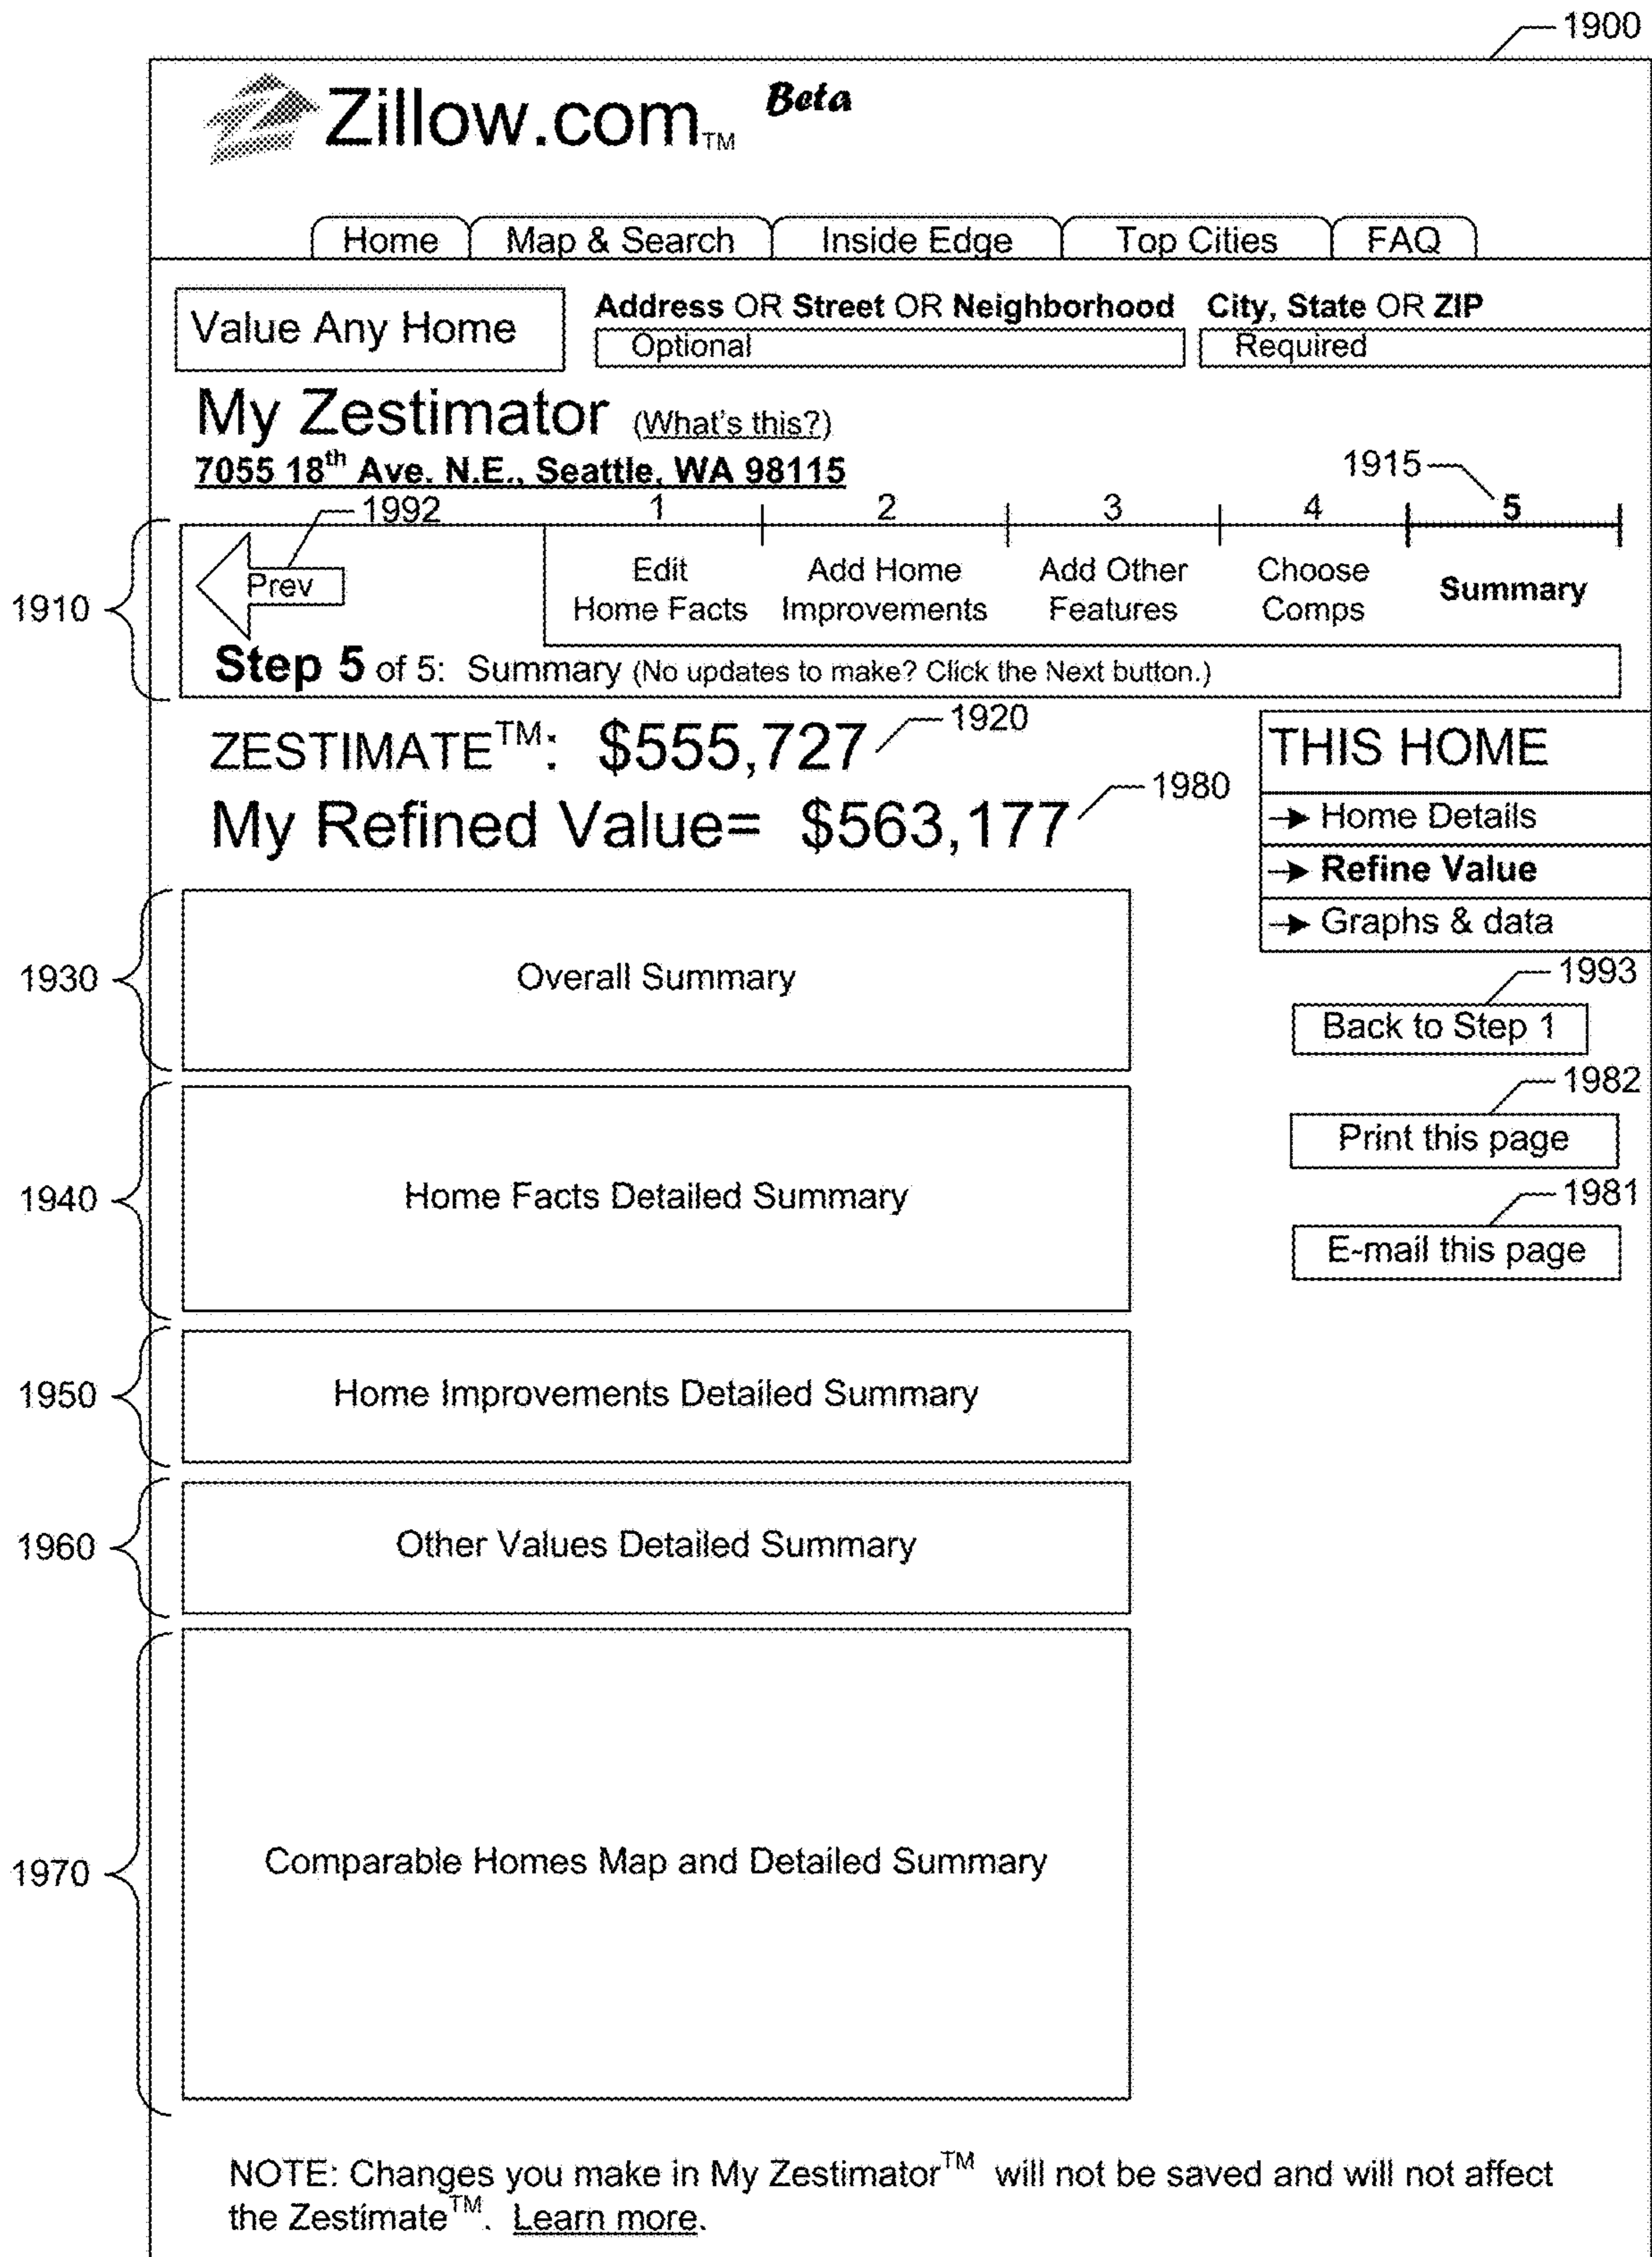 1900
Zillow.com TM Beta
Home Map & Search Inside Edge Top Cities FAQ
Value Any Home
Address OR Street OR Neighborhood City, State OR ZIP
Optional Required
My Zestimator (What's this?)
7055 18th Ave. N.E., Seattle, WA 98115
1915
1992 1 2 3 4 5
1910
Prev
Edit Home Facts
Add Home Improvements
Add Other Features
Choose Comps
Summary
Step 5 of 5: Summary (No updates to make? Click the Next button.)
ZESTIMATE™: $555,727 1920
My Refined Value= $563,177 1980
THIS HOME
Home Details
Refine Value
Graphs & data
1993
Back to Step 1
1982
Print this page
1981
E-mail this page
1930 Overall Summary
1940 Home Facts Detailed Summary
1950 Home Improvements Detailed Summary
1960 Other Values Detailed Summary
1970 Comparable Homes Map and Detailed Summary
NOTE: Changes you make in My Zestimator™ will not be saved and will not affect
the Zestimate™. Learn more.